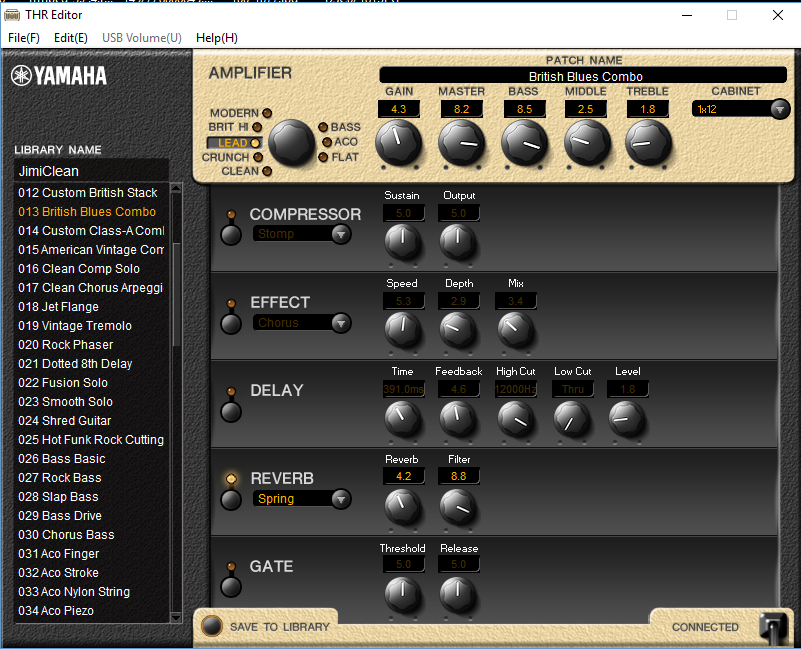 THR Editor
File(F) Edit(E) USB Volume(U) Help(H)
YAMAHA
LIBRARY NAME
JimiClean
012 Custom British Stack
013 British Blues Combo
014 Custom Class-A Coml
015 American Vintage Com
016 Clean Comp Solo
017 Clean Chorus Arpeggi
018 Jet Flange
019 Vintage Tremolo
020 Rock Phaser
021 Dotted 8th Delay
022 Fusion Solo
023 Smooth Solo
024 Shred Guitar
025 Hot Funk Rock Cutting
026 Bass Basic
027 Rock Bass
028 Slap Bass
029 Bass Drive
030 Chorus Bass
031 Aco Finger
032 Aco Stroke
033 Aco Nylon String
034 Aco Piezo
AMPLIFIER
MODERN
BRIT HI
LEAD
CRUNCH
CLEAN
BASS
ACO
FLAT
PATCH NAME
British Blues Combo
GAIN MASTER BASS MIDDLE TREBLE CABINET
4.3 8.2 8.5 2.5 1.8 1x12
COMPRESSOR
Stomp
Sustain Output
5.0 5.0
EFFECT
Chorus
Speed Depth Mix
5.3 2.9 3.4
DELAY
Time Feedback High Cut Low Cut Level
391.0ms 4.6 12000Hz Thru 1.8
REVERB
Spring
Reverb Filter
4.2 8.8
GATE
Threshold Release
5.0 5.0
SAVE TO LIBRARY
CONNECTED